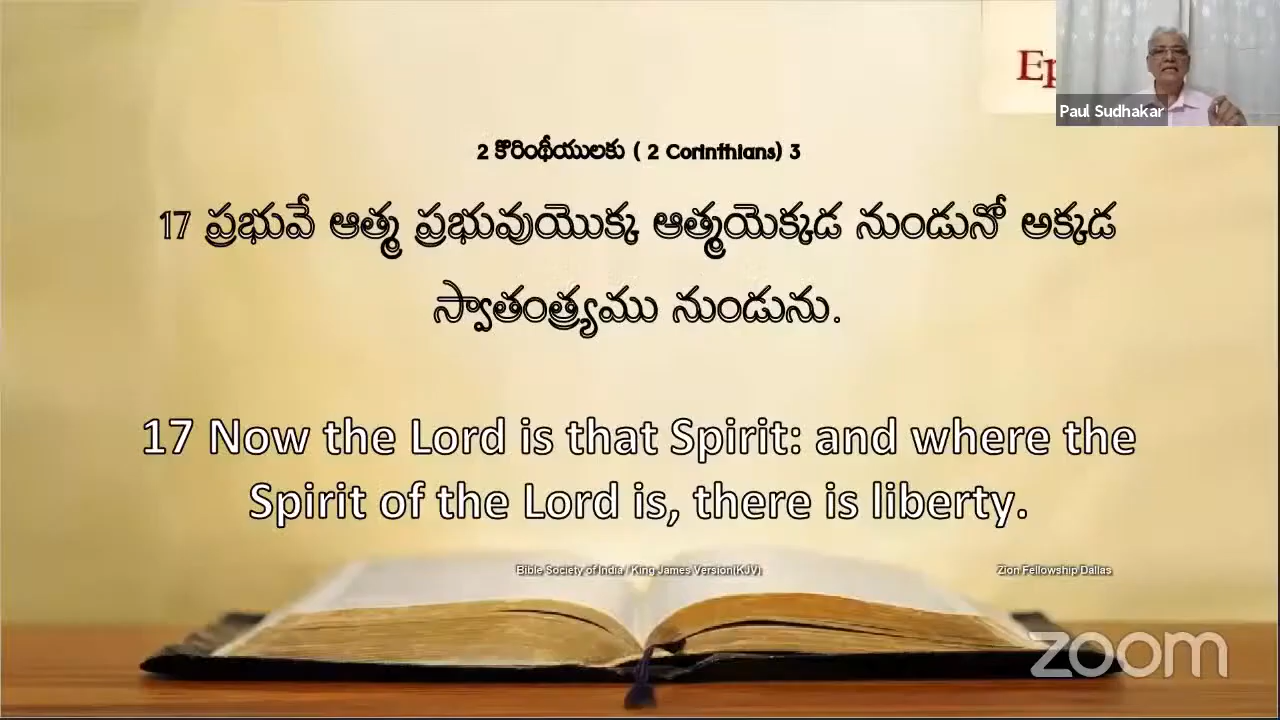 Paul Sudhakar
2 కొరింథీయులకు ( 2 Corinthians) 3
17 ప్రభువే ఆత్మ ప్రభువుయొక్క ఆత్మయెక్కడ నుండునో అక్కడ
స్వాతంత్ర్యము నుండును.
17 Now the Lord is that Spirit: and where the
Spirit of the Lord is, there is liberty.
Bible Society of India / King James Version(KJV)
Zion Fellowship Dallas
zoom